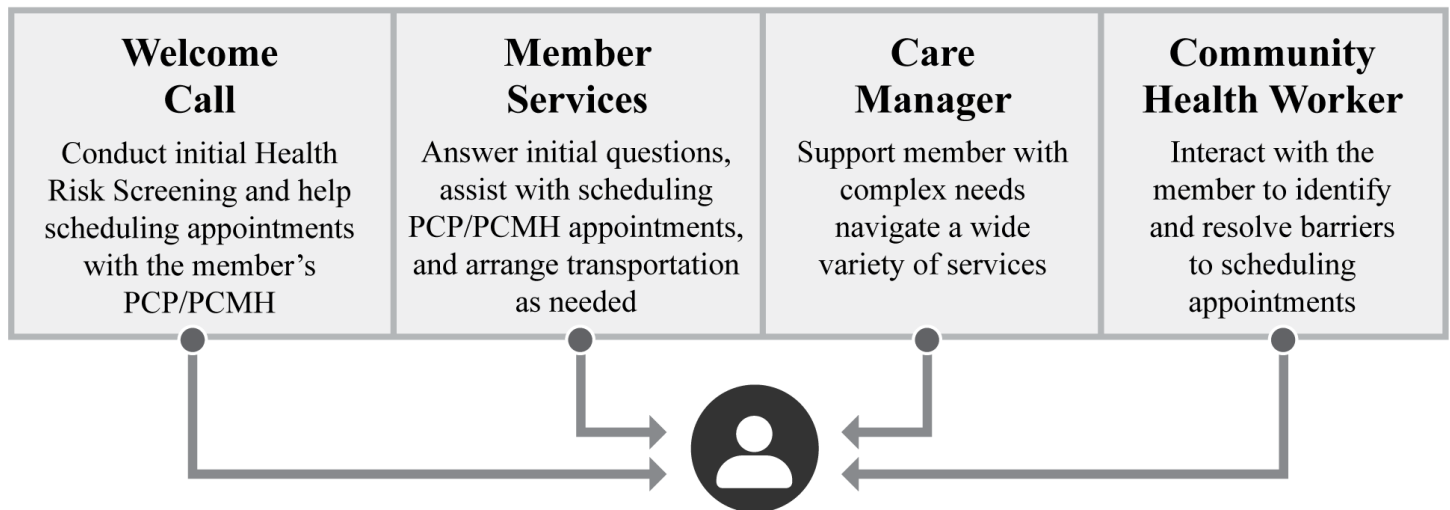 Welcome
Call
Conduct initial Health
Risk Screening and help
scheduling appointments
with the member’s
PCP/PCMH
Member
Services
Answer initial questions,
assist with scheduling
PCP/PCMH appointments,
and arrange transportation
as needed
Care
Manager
Support member with
complex needs
navigate a wide
variety of services
Community
Health Worker
Interact with the
member to identify
and resolve barriers
to scheduling
appointments